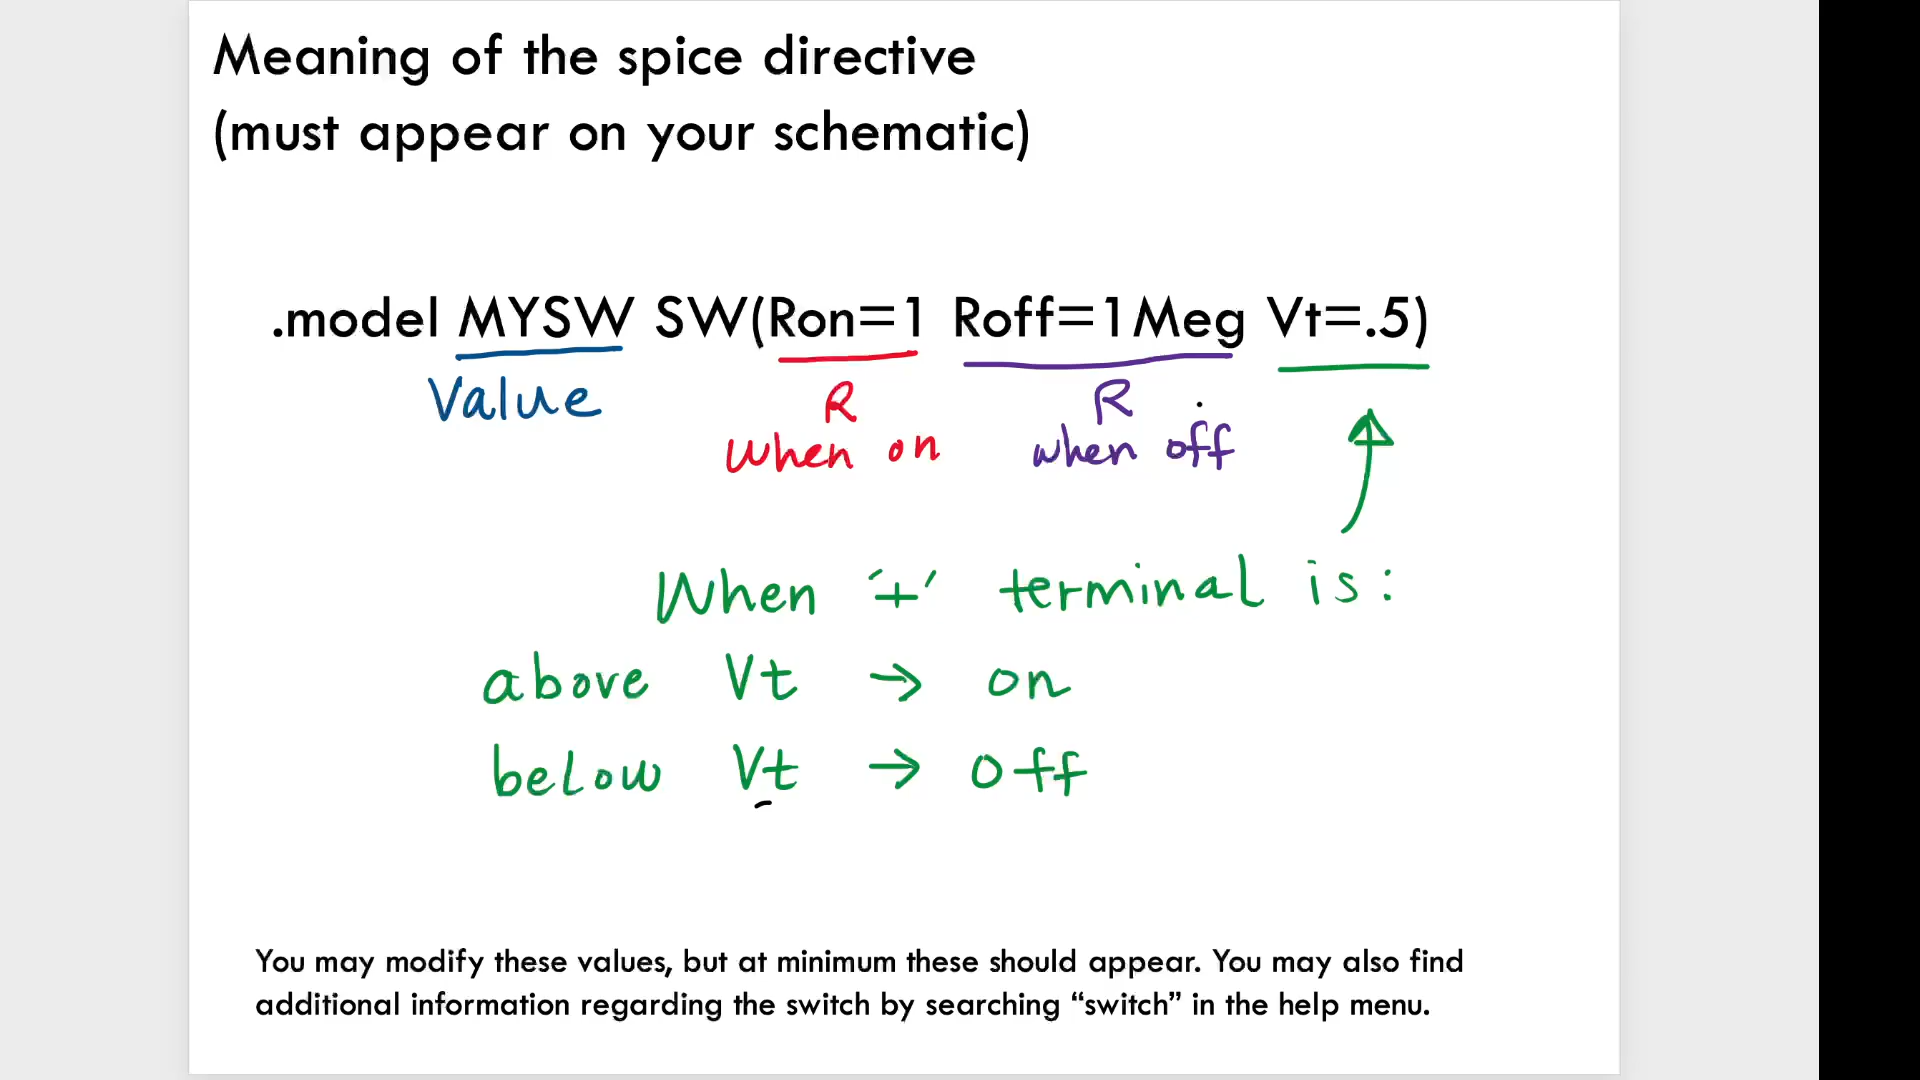 Meaning of the spice directive
(must appear on your schematic)
.model MYSW SW(Ron=1 Roff=1Meg Vt=.5)
Value
R
when on
R
when off
When '+' terminal is:
above Vt → on
below Vt → off
You may modify these values, but at minimum these should appear. You may also find
additional information regarding the switch by searching “switch” in the help menu.